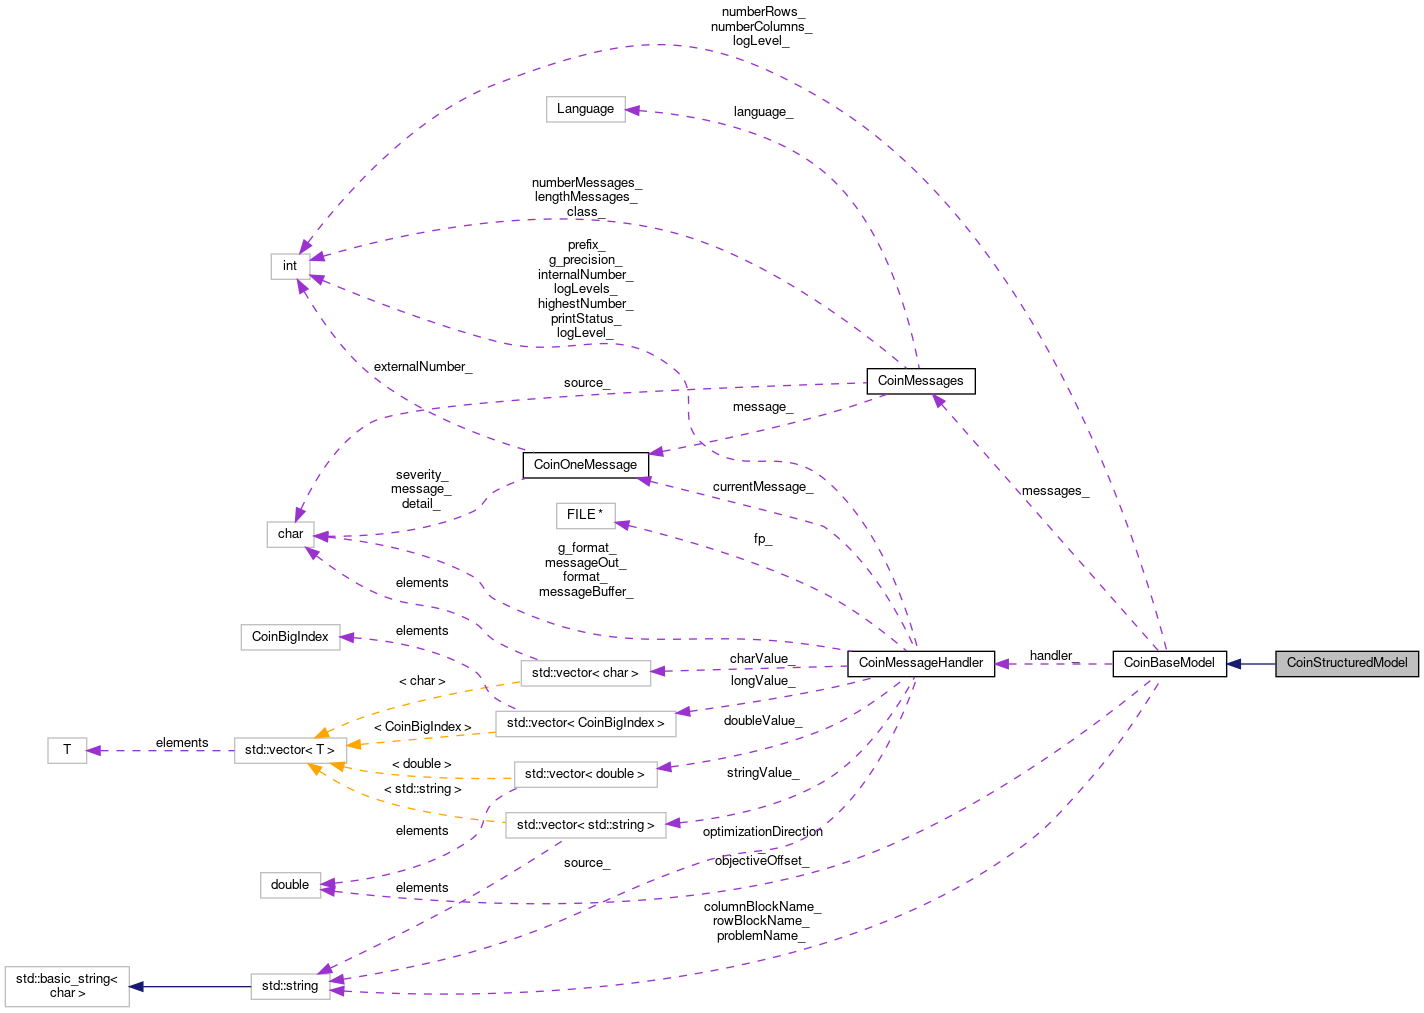 numberRows_
numberColumns_
logLevel_
Language
language_
numberMessages_
lengthMessages_
class_
int
prefix_
g_precision_
internalNumber_
logLevels_
highestNumber_
printStatus_
logLevel_
externalNumber_
source_
CoinMessages
message_
CoinOneMessage
severity_
message_
detail_
currentMessage_
messages_
FILE *
char
fp_
g_format_
messageOut_
format_
messageBuffer_
elements
CoinBigIndex
elements
charValue_
CoinMessageHandler
handler_
CoinBaseModel
CoinStructuredModel
std::vector< char >
longValue_
< char >
std::vector< CoinBigIndex >
doubleValue_
< CoinBigIndex >
T
elements
std::vector< T >
< double >
std::vector< double >
stringValue_
< std::string >
std::vector< std::string >
elements
optimizationDirection
_
source_
objectiveOffset_
double
elements
columnBlockName_
rowBlockName_
problemName_
std::basic_string<
char >
std::string